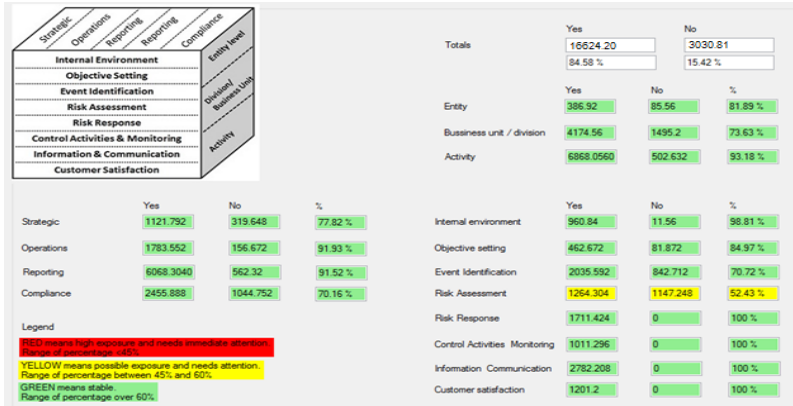 Strategic
Operations
Reporting
Reporting
Compliance
Internal Environment
Objective Setting
Event Identification
Risk Assessment
Risk Response
Control Activities & Monitoring
Information & Communication
Customer Satisfaction
Entity level
Division/
Business Unit
Activity
Yes No
Totals 16624.20 3030.81
84.58 % 15.42 %
Yes No %
Entity 386.92 85.56 81.89 %
Bussiness unit / division 4174.56 1495.2 73.63 %
Activity 6868.0560 502.632 93.18 %
Yes No %
Strategic 1121.792 319.648 77.82 %
Operations 1783.552 156.672 91.93 %
Reporting 6068.3040 562.32 91.52 %
Compliance 2455.888 1044.752 70.16 %
Legend
RED means high exposure and needs immediate attention.
Range of percentage <45%
YELLOW means possible exposure and needs attention.
Range of percentage between 45% and 60%
GREEN means stable.
Range of percentage over 60%
Yes No %
Internal environment 960.84 11.56 98.81 %
Objective setting 462.672 81.872 84.97 %
Event Identification 2035.592 842.712 70.72 %
Risk Assessment 1264.304 1147.248 52.43 %
Risk Response 1711.424 0 100 %
Control Activities Monitoring 1011.296 0 100 %
Information Communication 2782.208 0 100 %
Customer satisfaction 1201.2 0 100 %